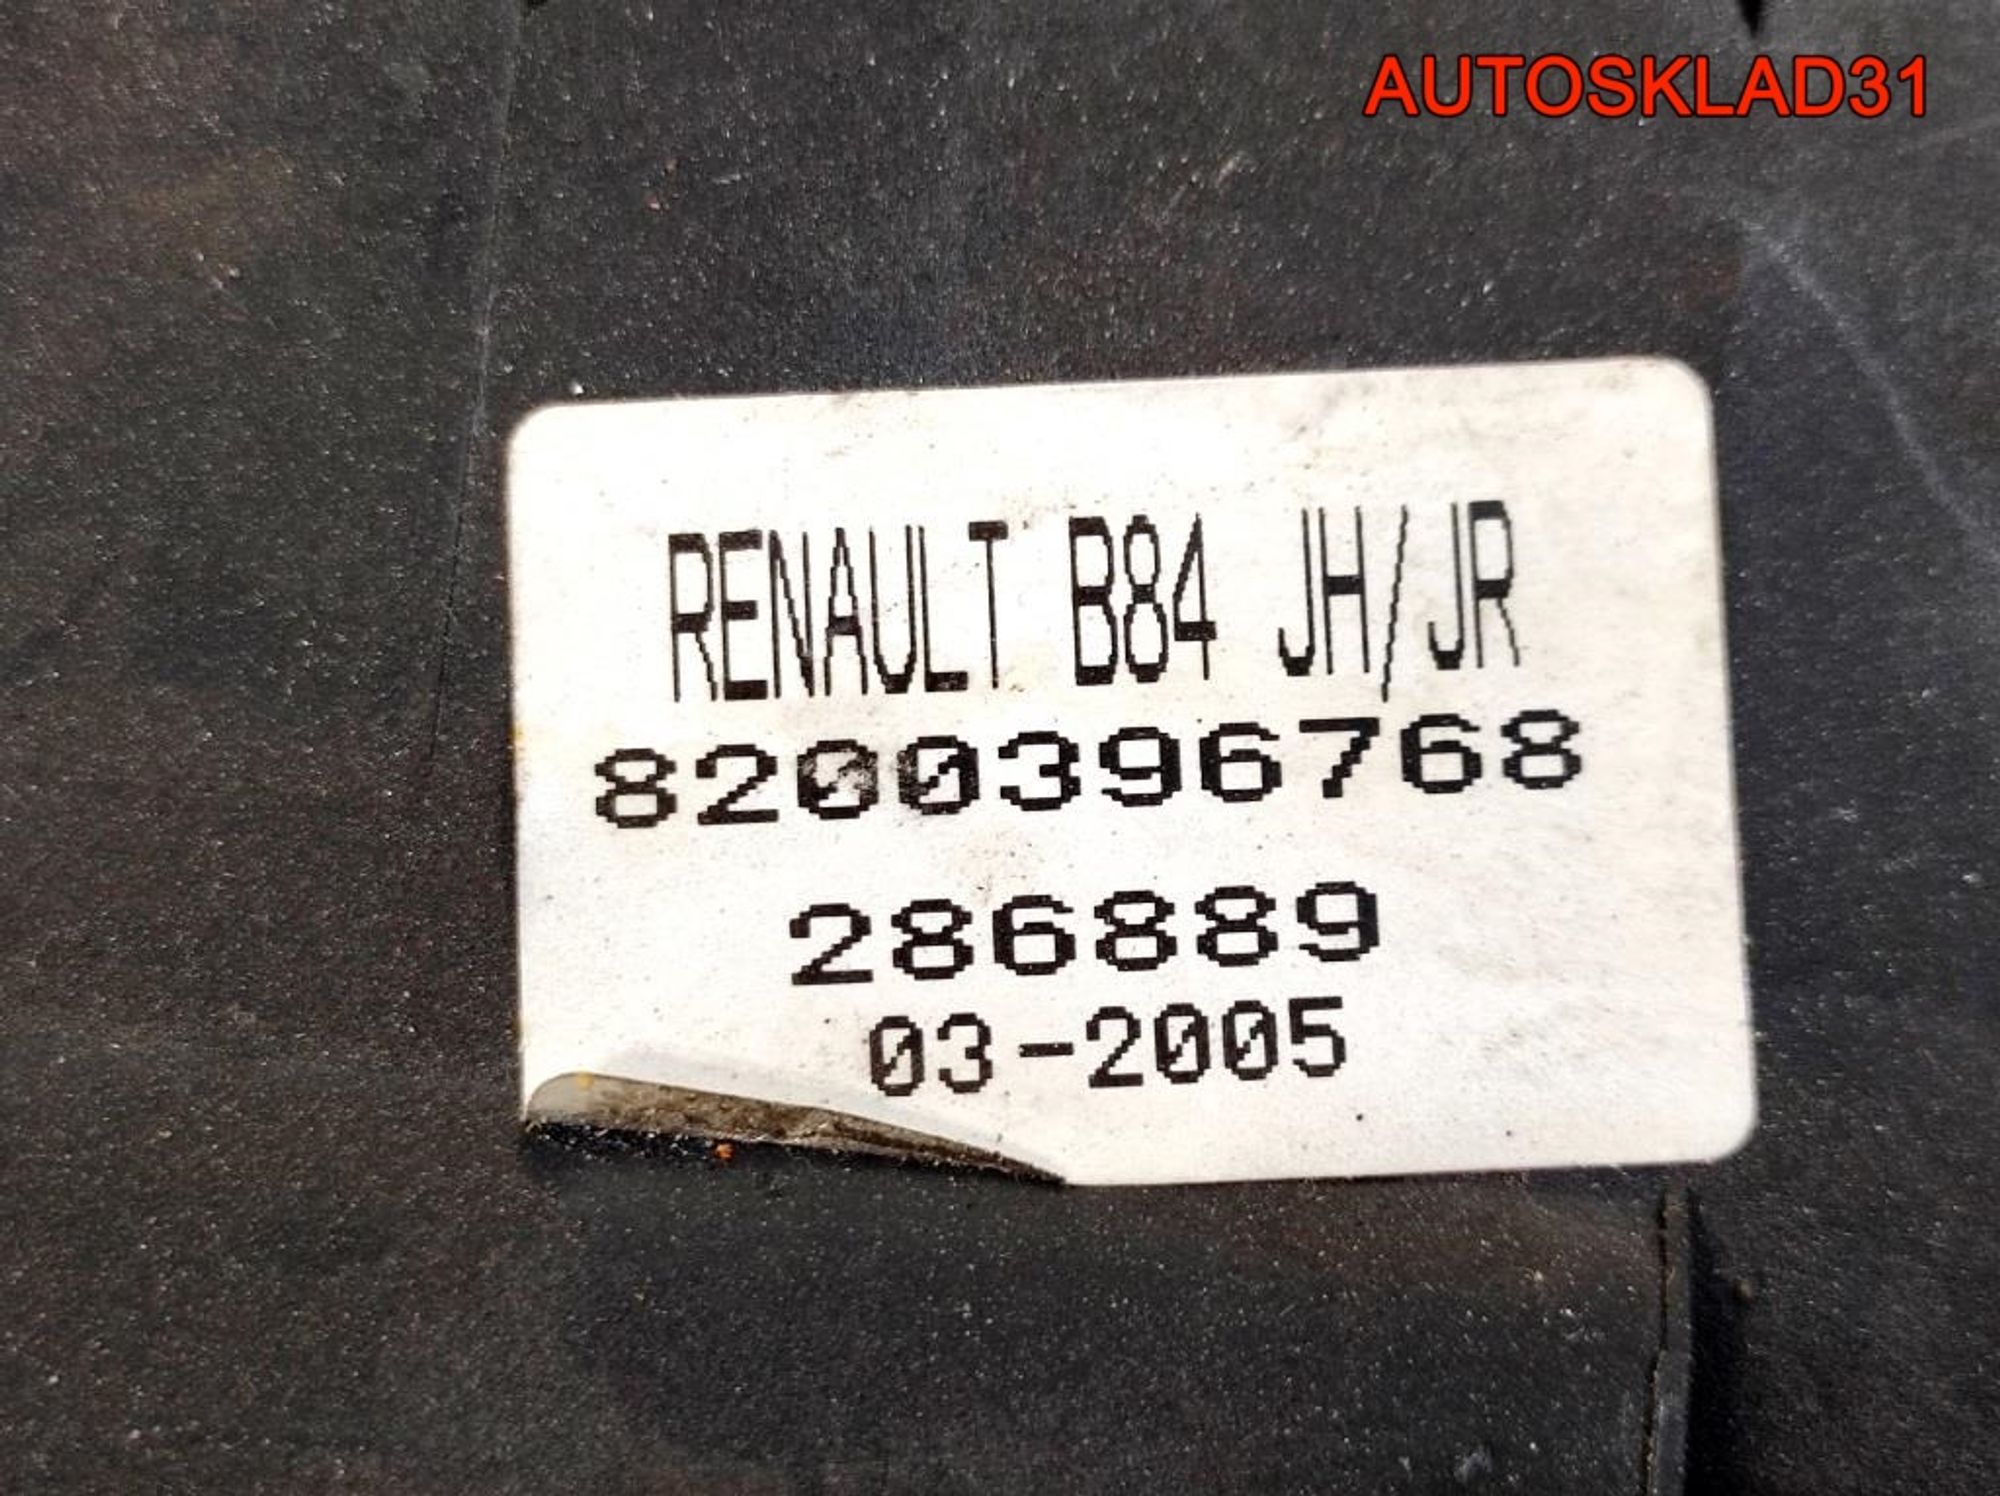 AUTOSKLAD31
RENAULT B84 JH/JR
8200396768
286889
03-2005